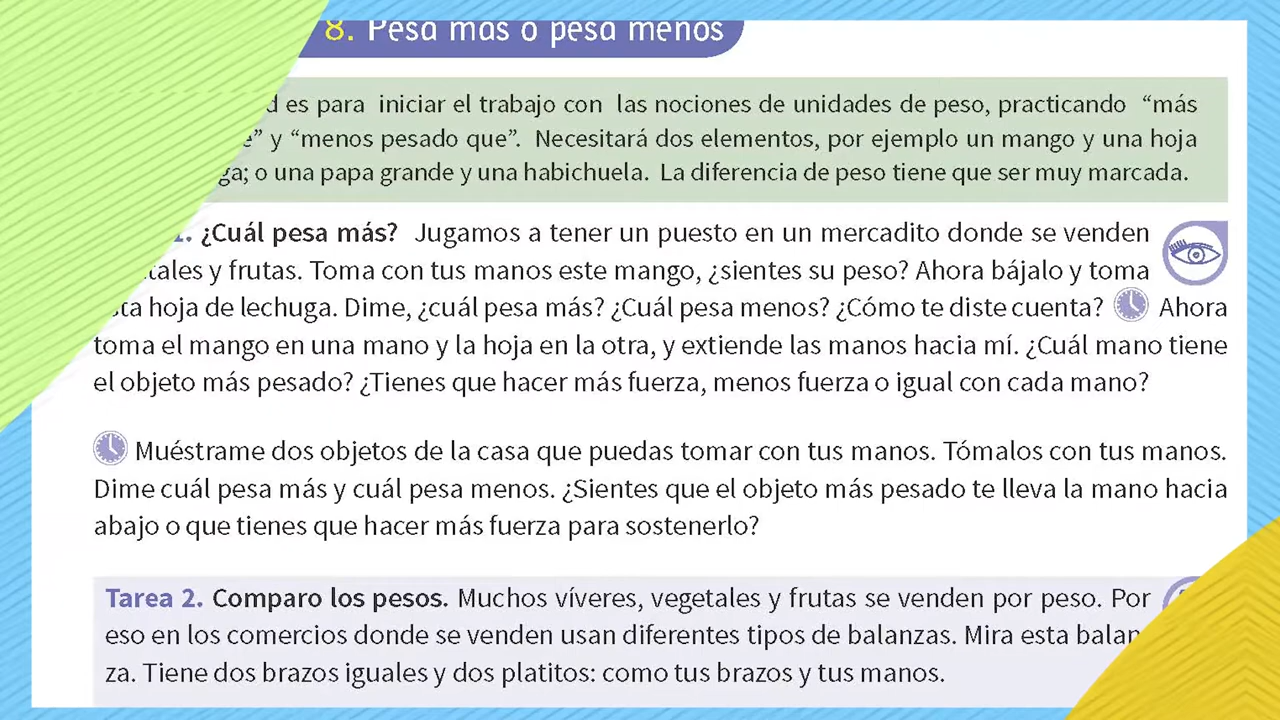 8. Pesa más o pesa menos
es para iniciar el trabajo con las nociones de unidades de peso, practicando “más
y “menos pesado que”. Necesitará dos elementos, por ejemplo un mango y una hoja
o una papa grande y una habichuela. La diferencia de peso tiene que ser muy marcada.
1. ¿Cuál pesa más? Jugamos a tener un puesto en un mercadito donde se venden
y frutas. Toma con tus manos este mango, ¿sientes su peso? Ahora bájalo y toma
hoja de lechuga. Dime, ¿cuál pesa más? ¿Cuál pesa menos? ¿Cómo te diste cuenta? Ahora
toma el mango en una mano y la hoja en la otra, y extiende las manos hacia mí. ¿Cuál mano tiene
el objeto más pesado? ¿Tienes que hacer más fuerza, menos fuerza o igual con cada mano?
Muéstrame dos objetos de la casa que puedas tomar con tus manos. Tómalos con tus manos.
Dime cuál pesa más y cuál pesa menos. ¿Sientes que el objeto más pesado te lleva la mano hacia
abajo o que tienes que hacer más fuerza para sostenerlo?
Tarea 2. Comparo los pesos. Muchos víveres, vegetales y frutas se venden por peso. Por
eso en los comercios donde se venden usan diferentes tipos de balanzas. Mira esta balan
za. Tiene dos brazos iguales y dos platitos: como tus brazos y tus manos.